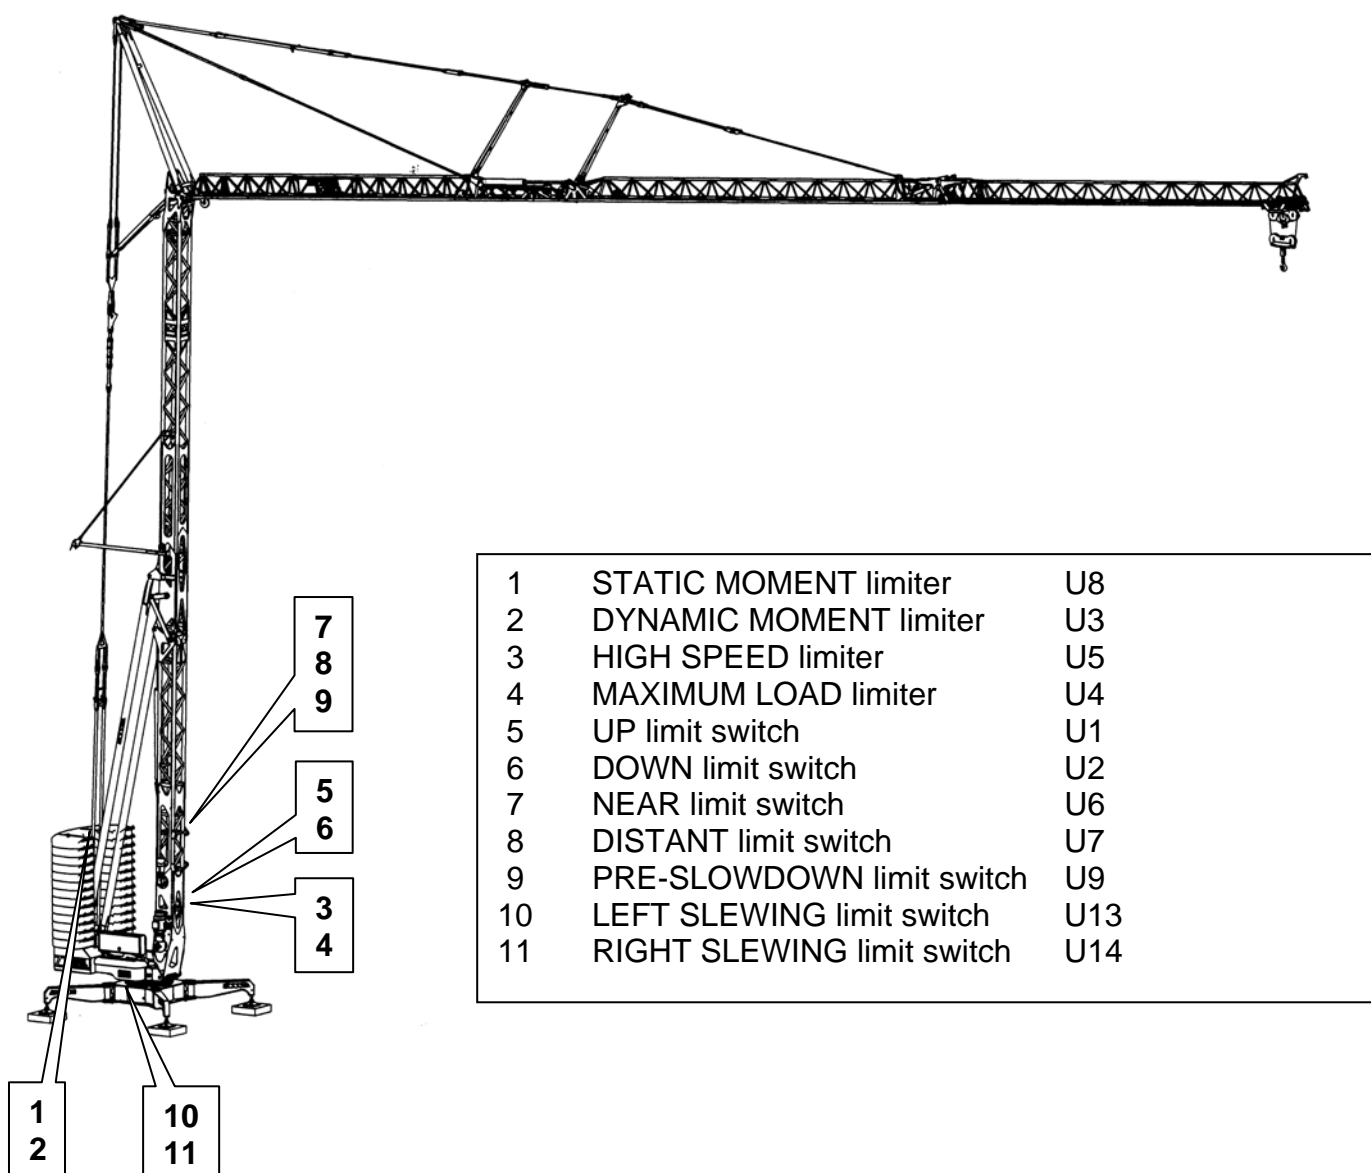 7
8
9
5
6
3
4
1
2
10
11
1 STATIC MOMENT limiter U8
2 DYNAMIC MOMENT limiter U3
3 HIGH SPEED limiter U5
4 MAXIMUM LOAD limiter U4
5 UP limit switch U1
6 DOWN limit switch U2
7 NEAR limit switch U6
8 DISTANT limit switch U7
9 PRE-SLOWDOWN limit switch U9
10 LEFT SLEWING limit switch U13
11 RIGHT SLEWING limit switch U14